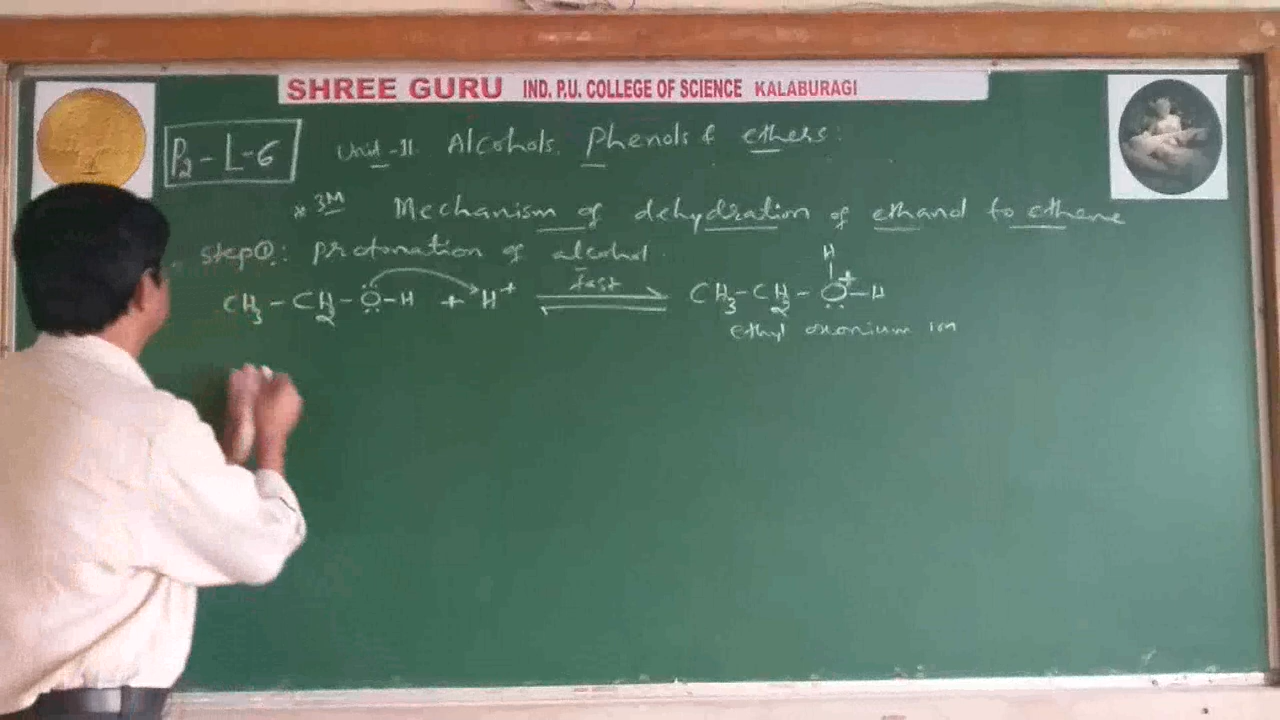 SHREE GURU IND. P.U. COLLEGE OF SCIENCE KALABURAGI
P2 - L - 6
Unit - II Alcohols, Phenols & ethers:
* 3M Mechanism of dehydration of ethanol to ethene
step①: protonation of alcohol
CH3 - CH2 - Ö - H + H+ ⇌ fast CH3 - CH2 - O+ - H
H
ethyl oxonium ion